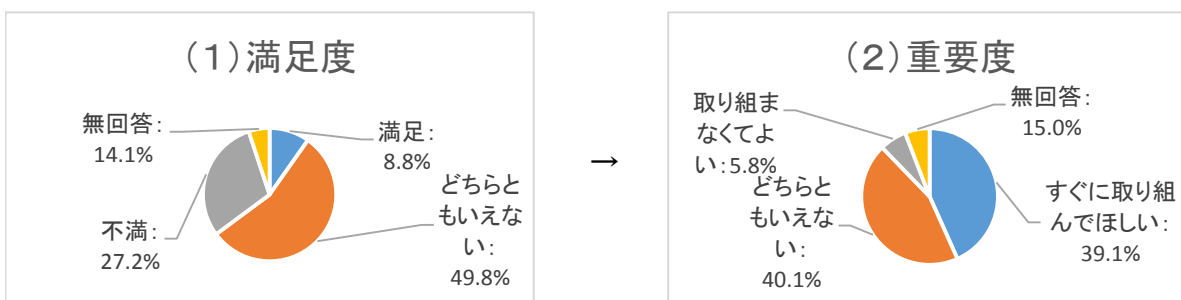 (1)満足度
無回答:
14.1%
満足:
8.8%
どちらと
もいえな
い:
49.8%
不満:
27.2%
→
(2)重要度
取り組ま
なくてよ
い:5.8%
無回答:
15.0%
すぐに取り組
んでほしい:
39.1%
どちらと
もいえな
い:
40.1%